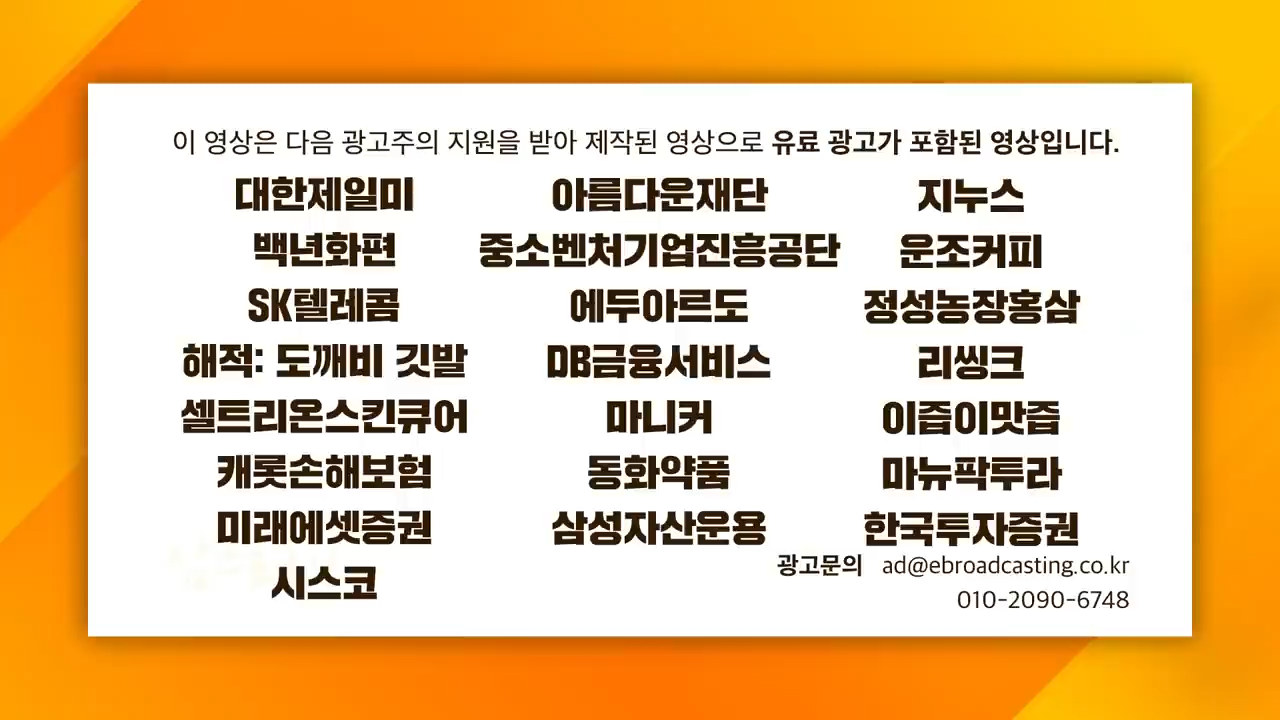 이 영상은 다음 광고주의 지원을 받아 제작된 영상으로 유료 광고가 포함된 영상입니다.
대한제일미 아름다운재단 지누스
백년화편 중소벤처기업진흥공단 운조커피
SK텔레콤 에두아르도 정성농장홍삼
해적: 도깨비 깃발 DB금융서비스 리씽크
셀트리온스킨큐어 마니커 이즙이맛즙
캐롯손해보험 동화약품 마뉴팍투라
미래에셋증권 삼성자산운용 한국투자증권
시스코
광고문의 ad@ebroadcasting.co.kr
010-2090-6748